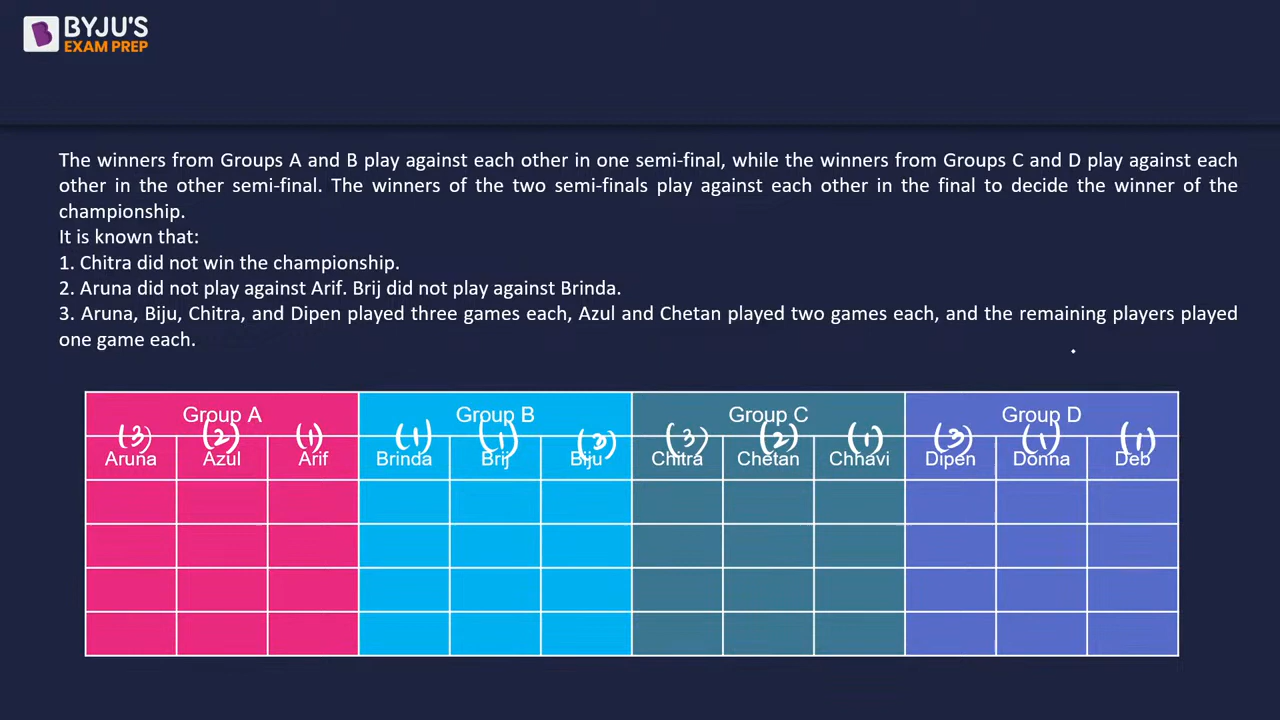 BYJU'S
EXAM PREP
The winners from Groups A and B play against each other in one semi-final, while the winners from Groups C and D play against each
other in the other semi-final. The winners of the two semi-finals play against each other in the final to decide the winner of the
championship.
It is known that:
1. Chitra did not win the championship.
2. Aruna did not play against Arif. Brij did not play against Brinda.
3. Aruna, Biju, Chitra, and Dipen played three games each, Azul and Chetan played two games each, and the remaining players played
one game each.
Group A Group B Group C Group D
(3) (2) (1) (1) (1) (3) (3) (2) (1) (3) (1) (1)
Aruna Azul Arif Brinda Brij Biju Chitra Chetan Chhavi Dipen Donna Deb